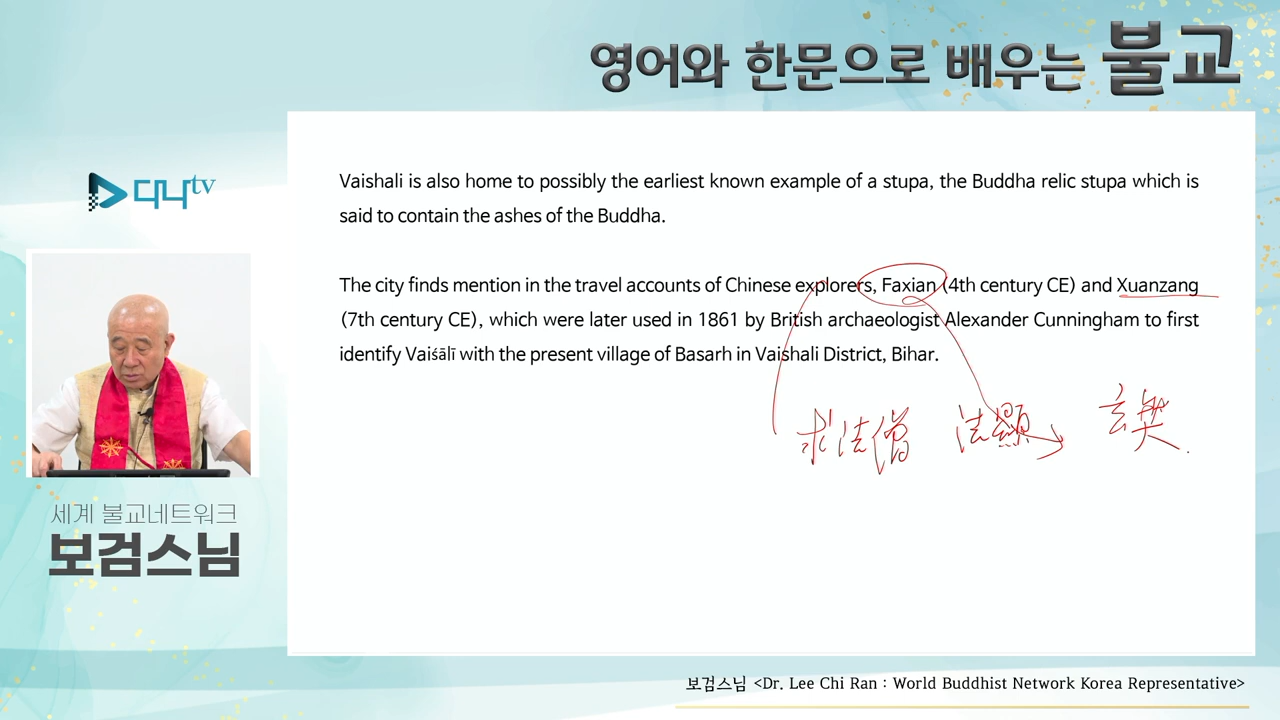 영어와 한문으로 배우는 불교
다나tv
Vaishali is also home to possibly the earliest known example of a stupa, the Buddha relic stupa which is
said to contain the ashes of the Buddha.
The city finds mention in the travel accounts of Chinese explorers, Faxian (4th century CE) and Xuanzang
(7th century CE), which were later used in 1861 by British archaeologist Alexander Cunningham to first
identify Vaiśālī with the present village of Basarh in Vaishali District, Bihar.
求法僧 法顯 玄奘
세계 불교네트워크
보검스님
보검스님 <Dr. Lee Chi Ran : World Buddhist Network Korea Representative>